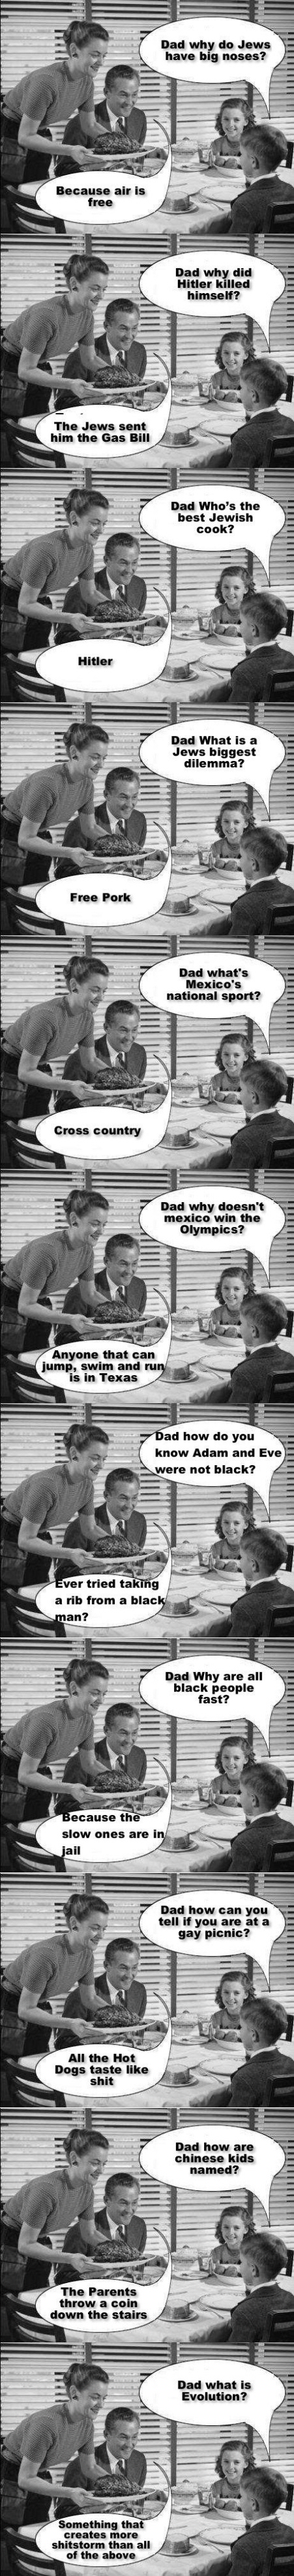 Dad why do Jews
have big noses?
Because air is
free
Dad why did
Hitler killed
himself?
The Jews sent
him the Gas Bill
Dad Who's the
best Jewish
cook?
Hitler
Dad What is a
Jews biggest
dilemma?
Free Pork
Dad what's
Mexico's
national sport?
Cross country
Dad why doesn't
mexico win the
Olympics?
Anyone that can
jump, swim and run
is in Texas
Dad how do you
know Adam and Eve
were not black?
Ever tried taking
a rib from a black
man?
Dad Why are all
black people
fast?
Because the
slow ones are in
jail
Dad how can you
tell if you are at a
gay picnic?
All the Hot
Dogs taste like
shit
Dad how are
chinese kids
named?
The Parents
throw a coin
down the stairs
Dad what is
Evolution?
Something that
creates more
shitstorm than all
of the above